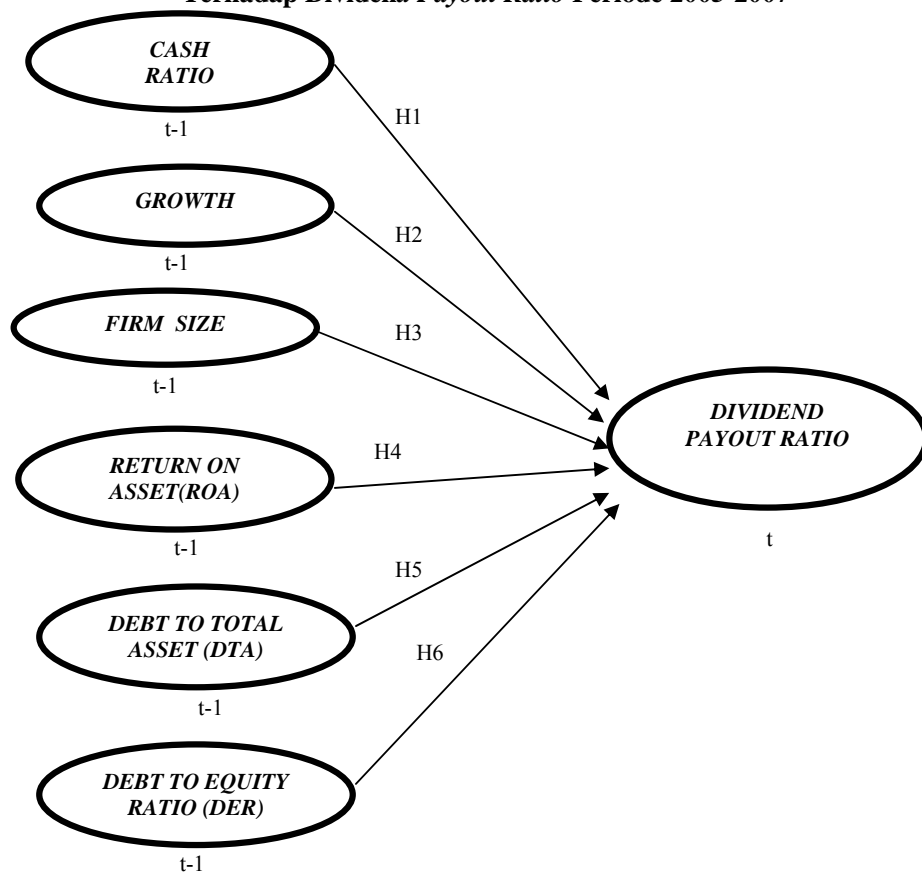 Terhadap Dividend Payout Ratio Periode
CASH
RATIO
t-1
H1
GROWTH
t-1
H2
FIRM SIZE
t-1
H3
DIVIDEND
PAYOUT RATIO
t
RETURN ON
ASSET(ROA)
t-1
H4
DEBT TO TOTAL
ASSET (DTA)
t-1
H5
H6
DEBT TO EQUITY
RATIO (DER)
t-1